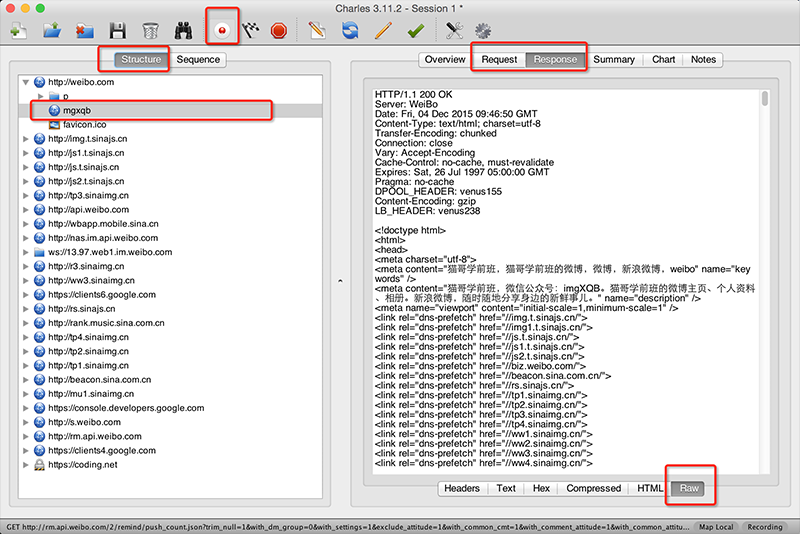 Charles 3.11.2 - Session 1 *
Structure
Sequence
http://weibo.com
p
mgxqb
favicon.ico
http://img.t.sinajs.cn
http://js1.t.sinajs.cn
http://js.t.sinajs.cn
http://js2.t.sinajs.cn
http://tp3.sinaimg.cn
http://api.weibo.com
http://wbapp.mobile.sina.cn
http://nas.im.api.weibo.com
ws://13.97.web1.im.weibo.com
http://r3.sinaimg.cn
http://ww3.sinaimg.cn
https://clients6.google.com
http://rs.sinajs.cn
http://rank.music.sina.com.cn
http://tp4.sinaimg.cn
http://tp2.sinaimg.cn
http://tp1.sinaimg.cn
http://beacon.sina.com.cn
http://mu1.sinaimg.cn
https://console.developers.google.com
http://s.weibo.com
http://rm.api.weibo.com
https://clients4.google.com
https://coding.net
Overview
Request
Response
Summary
Chart
Notes
HTTP/1.1 200 OK
Server: WeiBo
Date: Fri, 04 Dec 2015 09:46:50 GMT
Content-Type: text/html; charset=utf-8
Transfer-Encoding: chunked
Connection: close
Vary: Accept-Encoding
Cache-Control: no-cache, must-revalidate
Expires: Sat, 26 Jul 1997 05:00:00 GMT
Pragma: no-cache
DPOOL_HEADER: venus155
Content-Encoding: gzip
LB_HEADER: venus238
<!doctype html>
<html>
<head>
<meta charset="utf-8">
<meta content="猫哥学前班，猫哥学前班的微博，微博，新浪微博，weibo" name="key
words" />
<meta content="猫哥学前班，微信公众号：imgXQB。猫哥学前班的微博主页、个人资料
、相册。新浪微博，随时随地分享身边的新鲜事儿。" name="description" />
<meta name="viewport" content="initial-scale=1,minimum-scale=1" />
<link rel="dns-prefetch" href="//img.t.sinajs.cn/">
<link rel="dns-prefetch" href="//img1.t.sinajs.cn/">
<link rel="dns-prefetch" href="//js.t.sinajs.cn/">
<link rel="dns-prefetch" href="//js1.t.sinajs.cn/">
<link rel="dns-prefetch" href="//js2.t.sinajs.cn/">
<link rel="dns-prefetch" href="//biz.weibo.com/">
<link rel="dns-prefetch" href="//beacon.sina.com.cn/">
<link rel="dns-prefetch" href="//rs.sinajs.cn/">
<link rel="dns-prefetch" href="//tp1.sinaimg.cn/">
<link rel="dns-prefetch" href="//tp2.sinaimg.cn/">
<link rel="dns-prefetch" href="//tp3.sinaimg.cn/">
<link rel="dns-prefetch" href="//tp4.sinaimg.cn/">
<link rel="dns-prefetch" href="//ww1.sinaimg.cn/">
<link rel="dns-prefetch" href="//ww2.sinaimg.cn/">
<link rel="dns-prefetch" href="//ww3.sinaimg.cn/">
<link rel="dns-prefetch" href="//ww4.sinaimg.cn/">
Headers
Text
Hex
Compressed
HTML
Raw
GET http://rm.api.weibo.com/2/remind/push_count.json?trim_null=1&with_dm_group=0&with_settings=1&exclude_attitude=1&with_common_cmt=1&with_comment_attitude=1&with_common_attitu...
Map Local
Recording